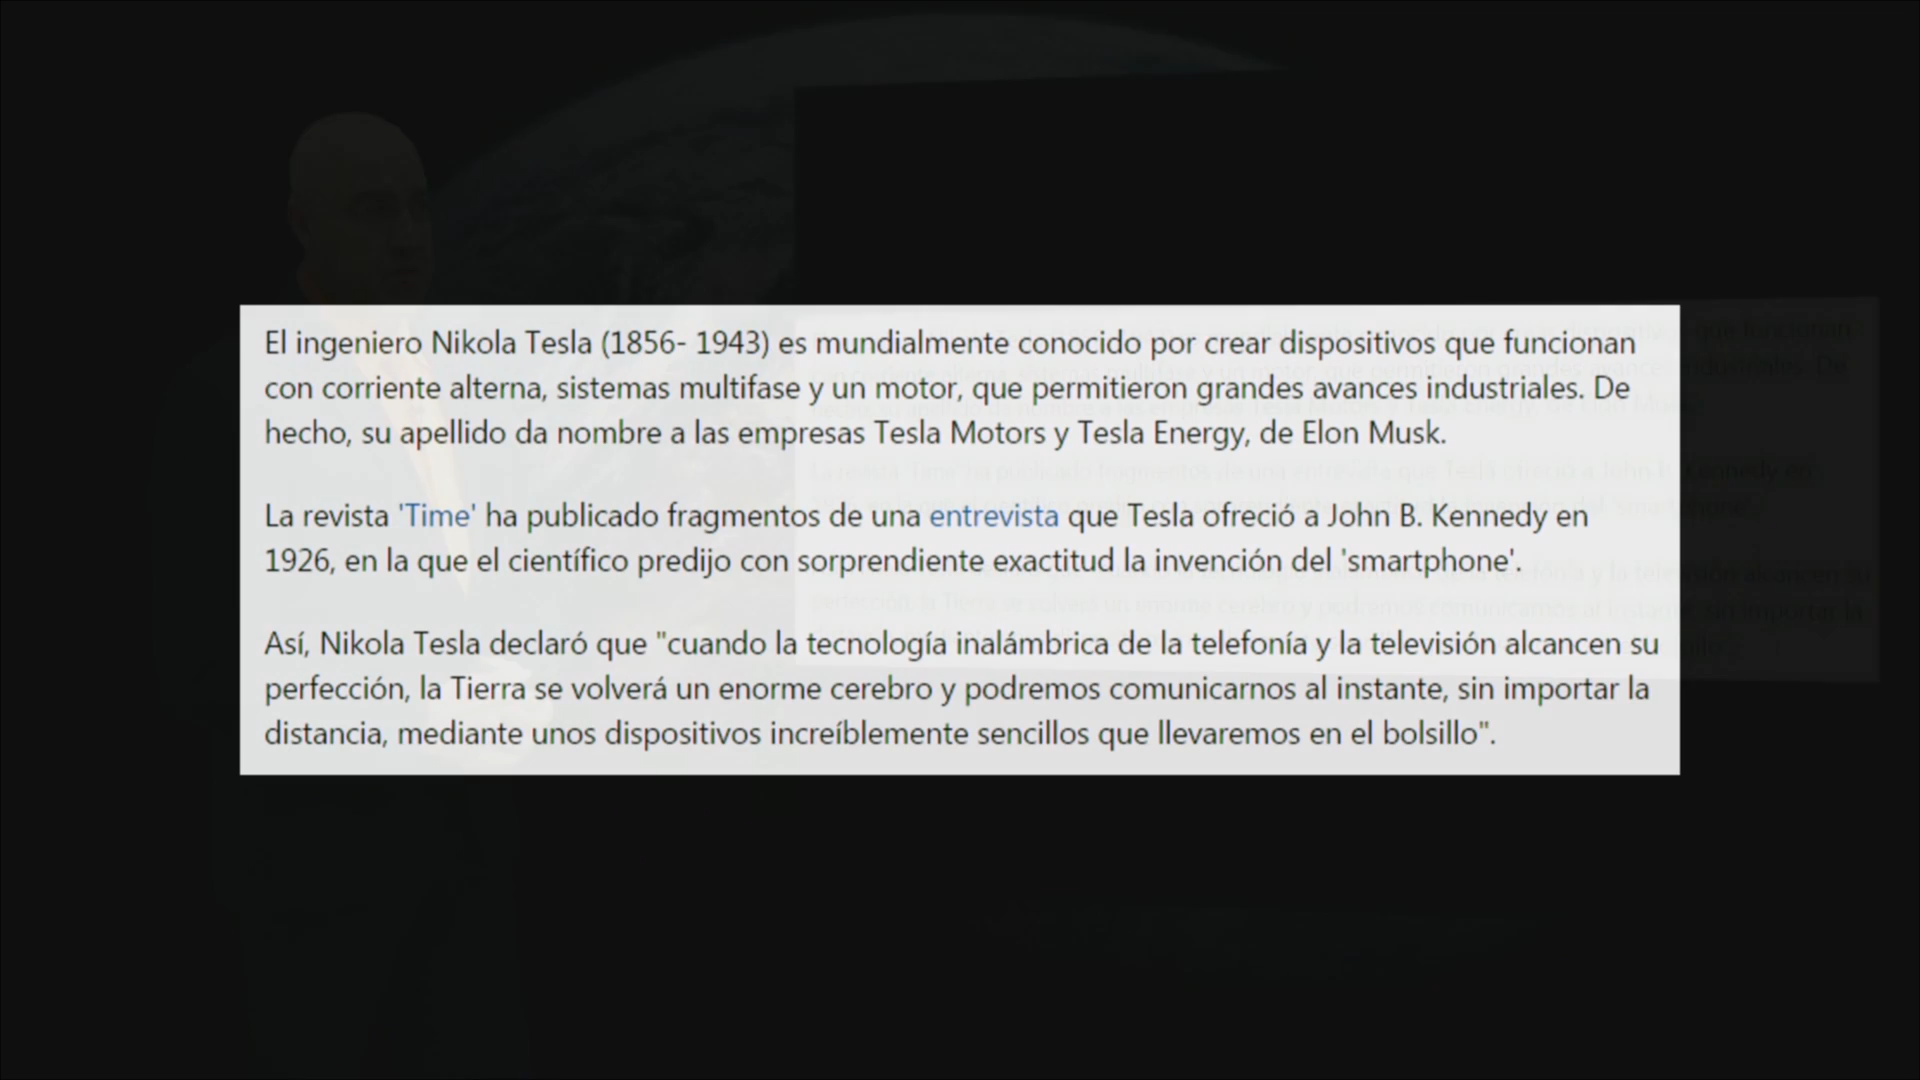 El ingeniero Nikola Tesla (1856- 1943) es mundialmente conocido por crear dispositivos que funcionan
con corriente alterna, sistemas multifase y un motor, que permitieron grandes avances industriales. De
hecho, su apellido da nombre a las empresas Tesla Motors y Tesla Energy, de Elon Musk.
La revista 'Time' ha publicado fragmentos de una entrevista que Tesla ofreció a John B. Kennedy en
1926, en la que el científico predijo con sorprendiente exactitud la invención del 'smartphone'.
Así, Nikola Tesla declaró que "cuando la tecnología inalámbrica de la telefonía y la televisión alcancen su
perfección, la Tierra se volverá un enorme cerebro y podremos comunicarnos al instante, sin importar la
distancia, mediante unos dispositivos increíblemente sencillos que llevaremos en el bolsillo".